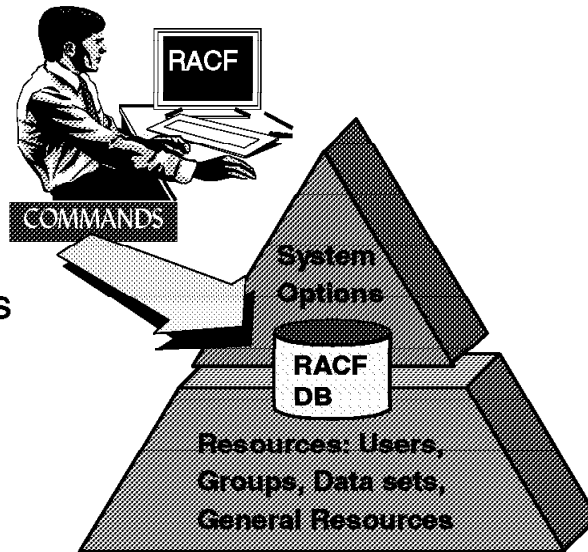 RACF
COMMANDS
System
Options
s
RACF
DB
Resources: Users,
Groups, Data sets,
General Resources